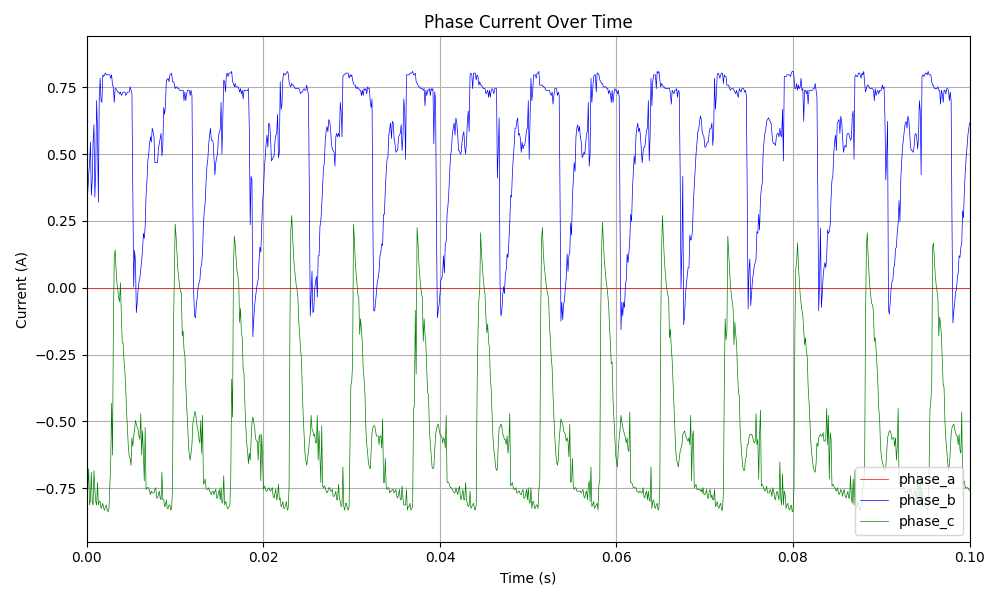 Phase Current Over Time
Current (A)
0.75
0.50
0.25
0.00
−0.25
−0.50
−0.75
0.00 0.02 0.04 0.06 0.08 0.10
Time (s)
phase_a
phase_b
phase_c